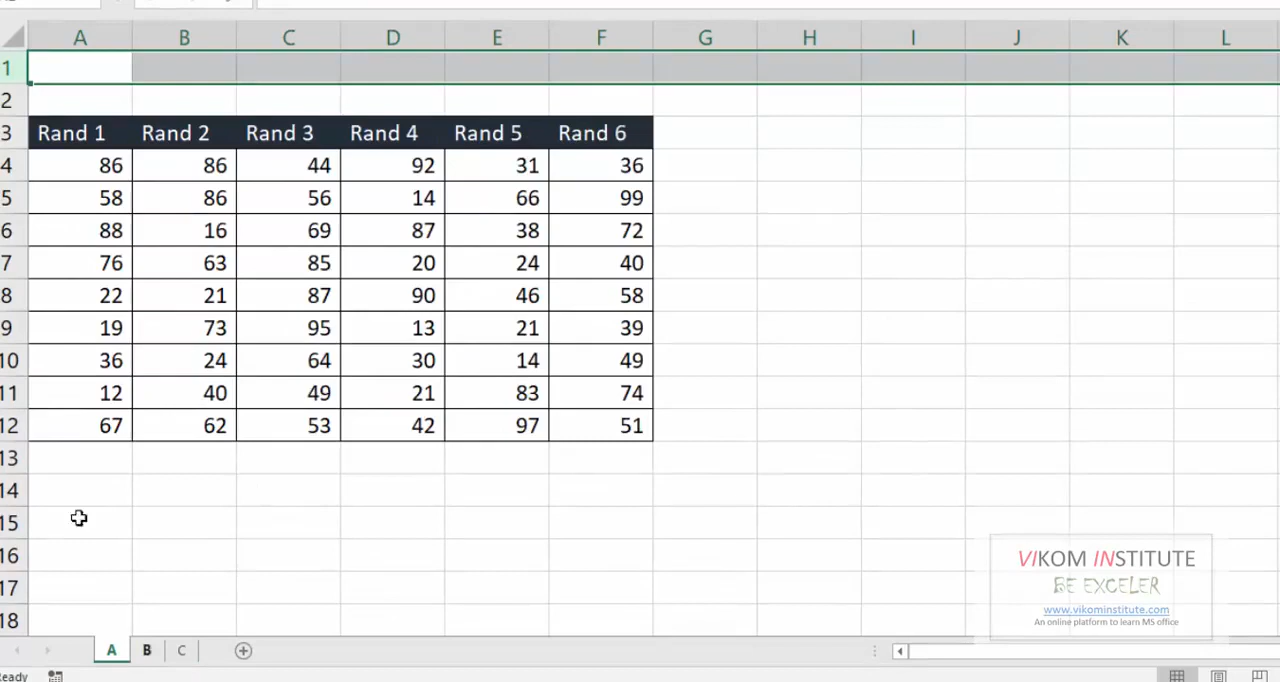 A B C D E F G H I J K L
1
2
3 Rand 1 Rand 2 Rand 3 Rand 4 Rand 5 Rand 6
4 86 86 44 92 31 36
5 58 86 56 14 66 99
6 88 16 69 87 38 72
7 76 63 85 20 24 40
8 22 21 87 90 46 58
9 19 73 95 13 21 39
10 36 24 64 30 14 49
11 12 40 49 21 83 74
12 67 62 53 42 97 51
13
14
15
16
17
18
VIKOM INSTITUTE
BE EXCELER
www.vikominstitute.com
An online platform to learn MS office
A B C
eady